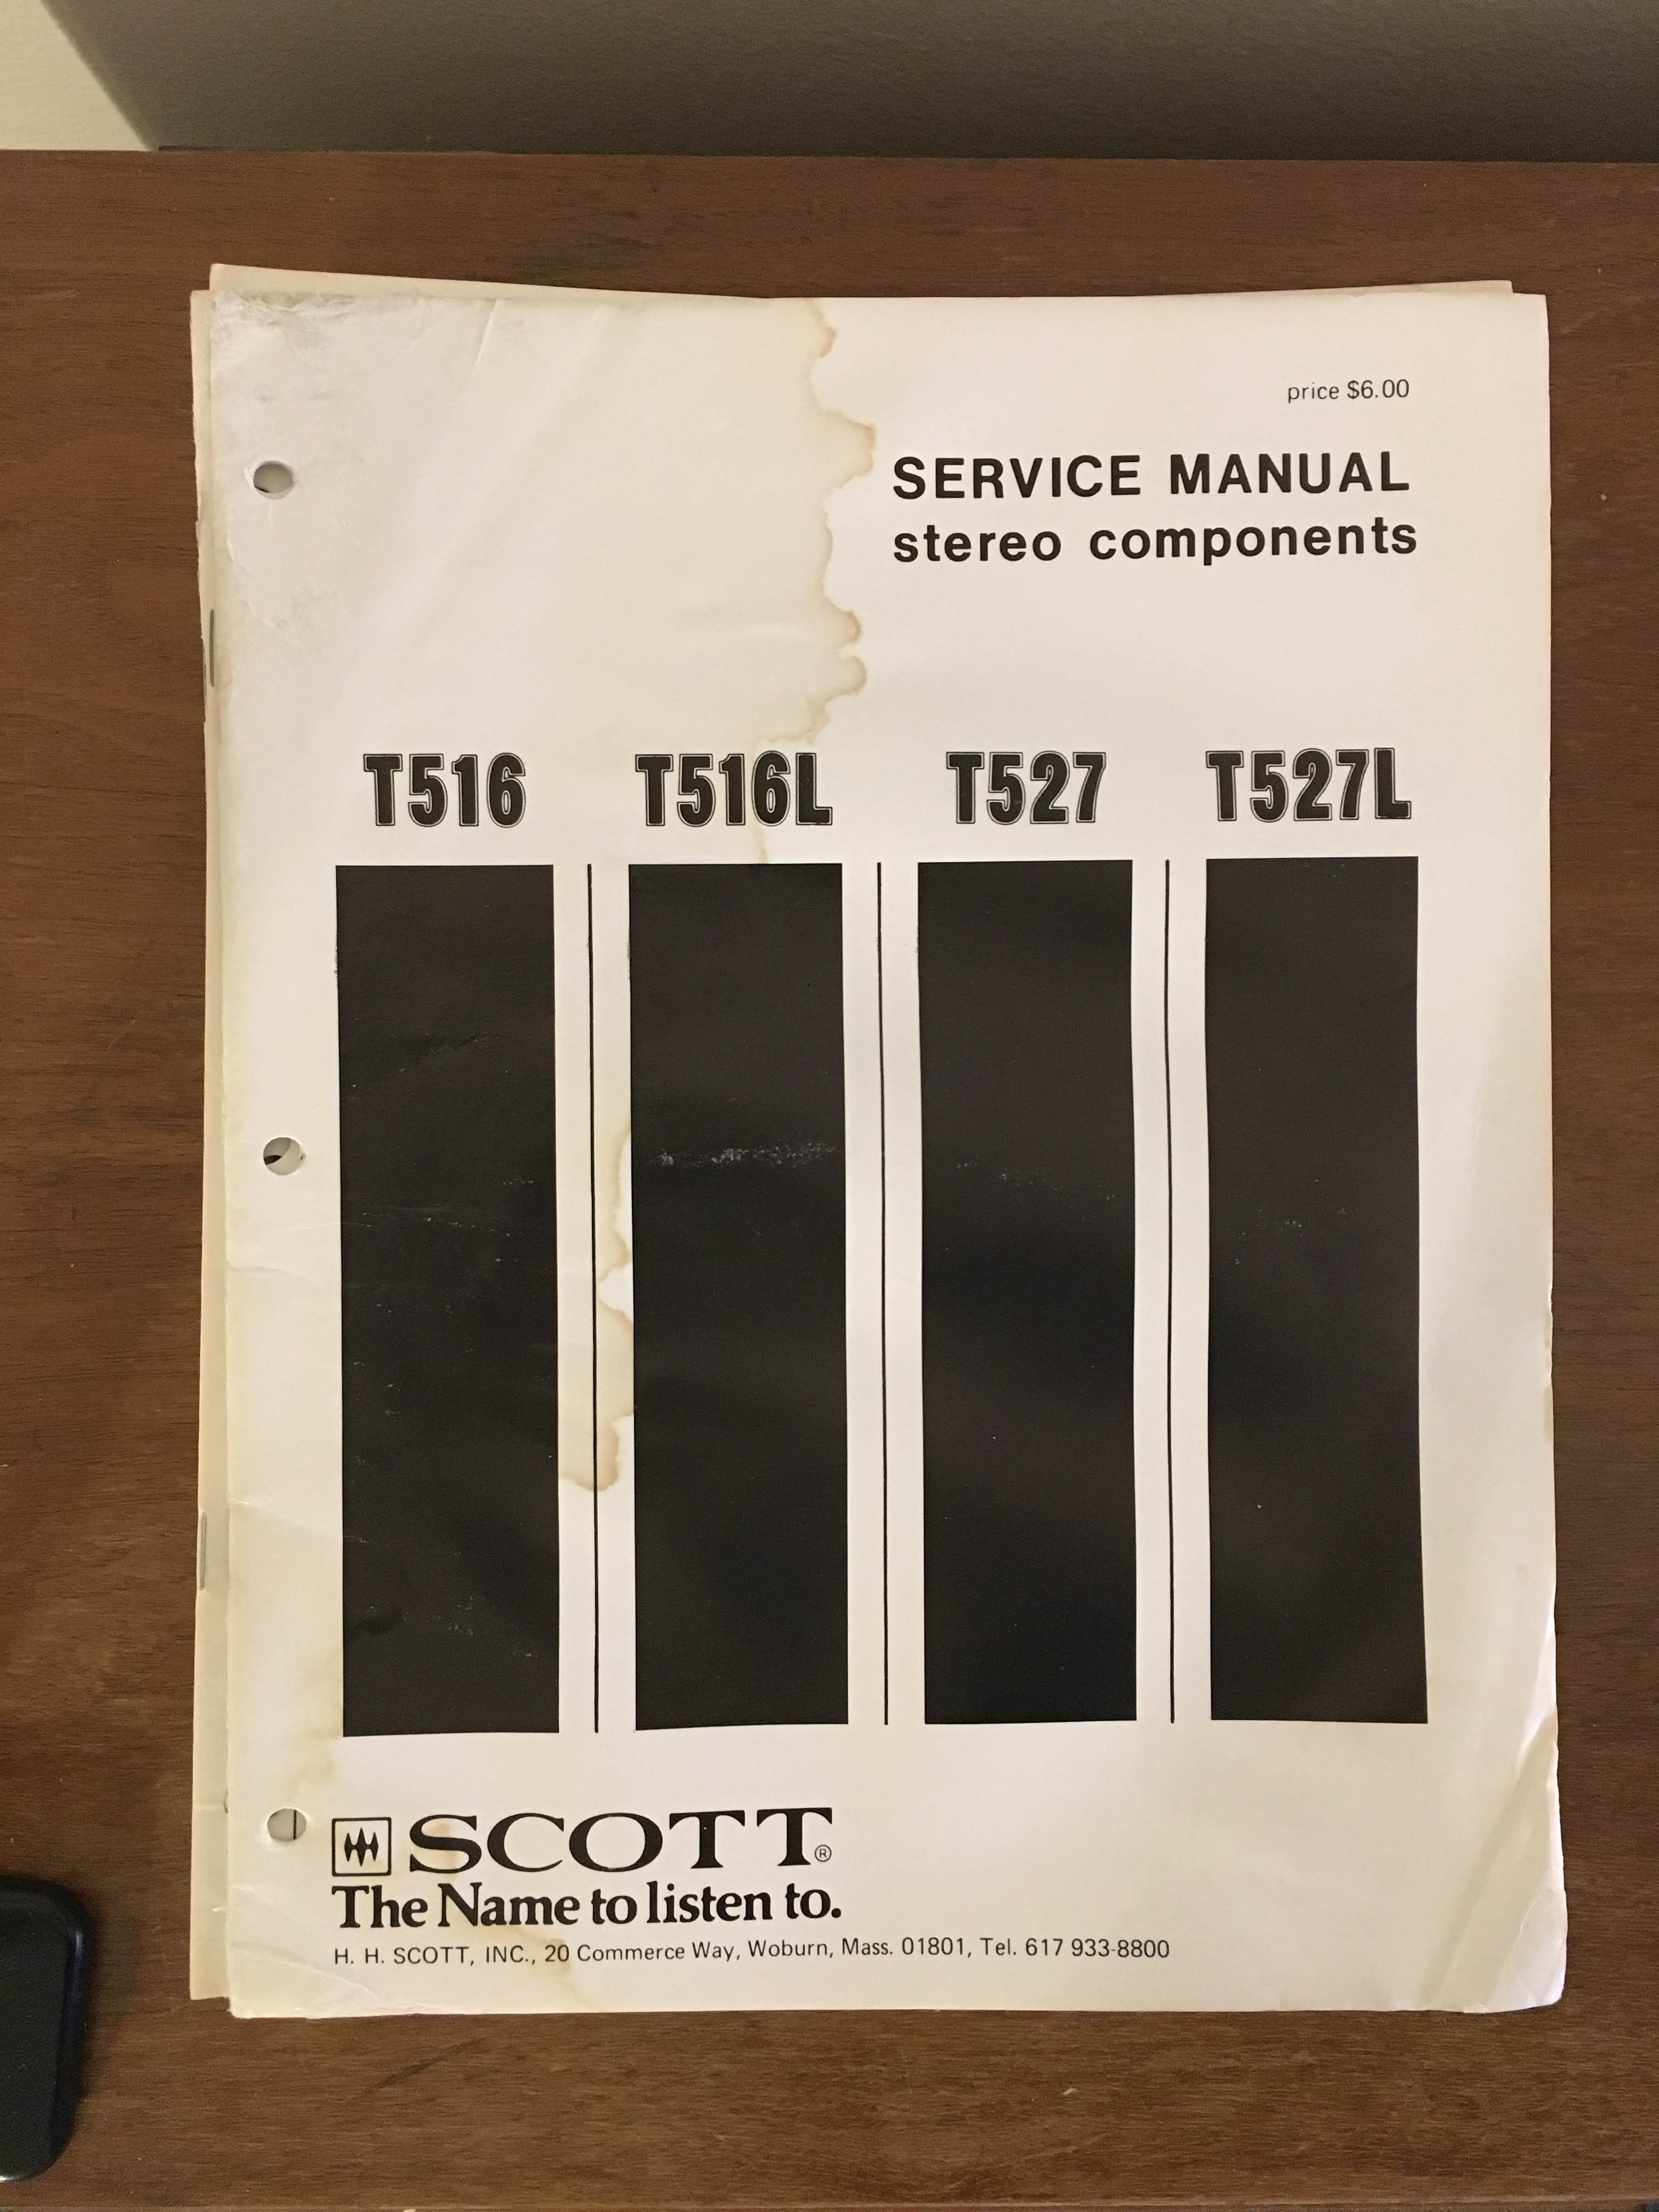 price $6.00
SERVICE MANUAL
stereo components
T516 T516L T527 T527L
SCOTT®
The Name to listen to.
H. H. SCOTT, INC., 20 Commerce Way, Woburn, Mass. 01801, Tel. 617 933-8800